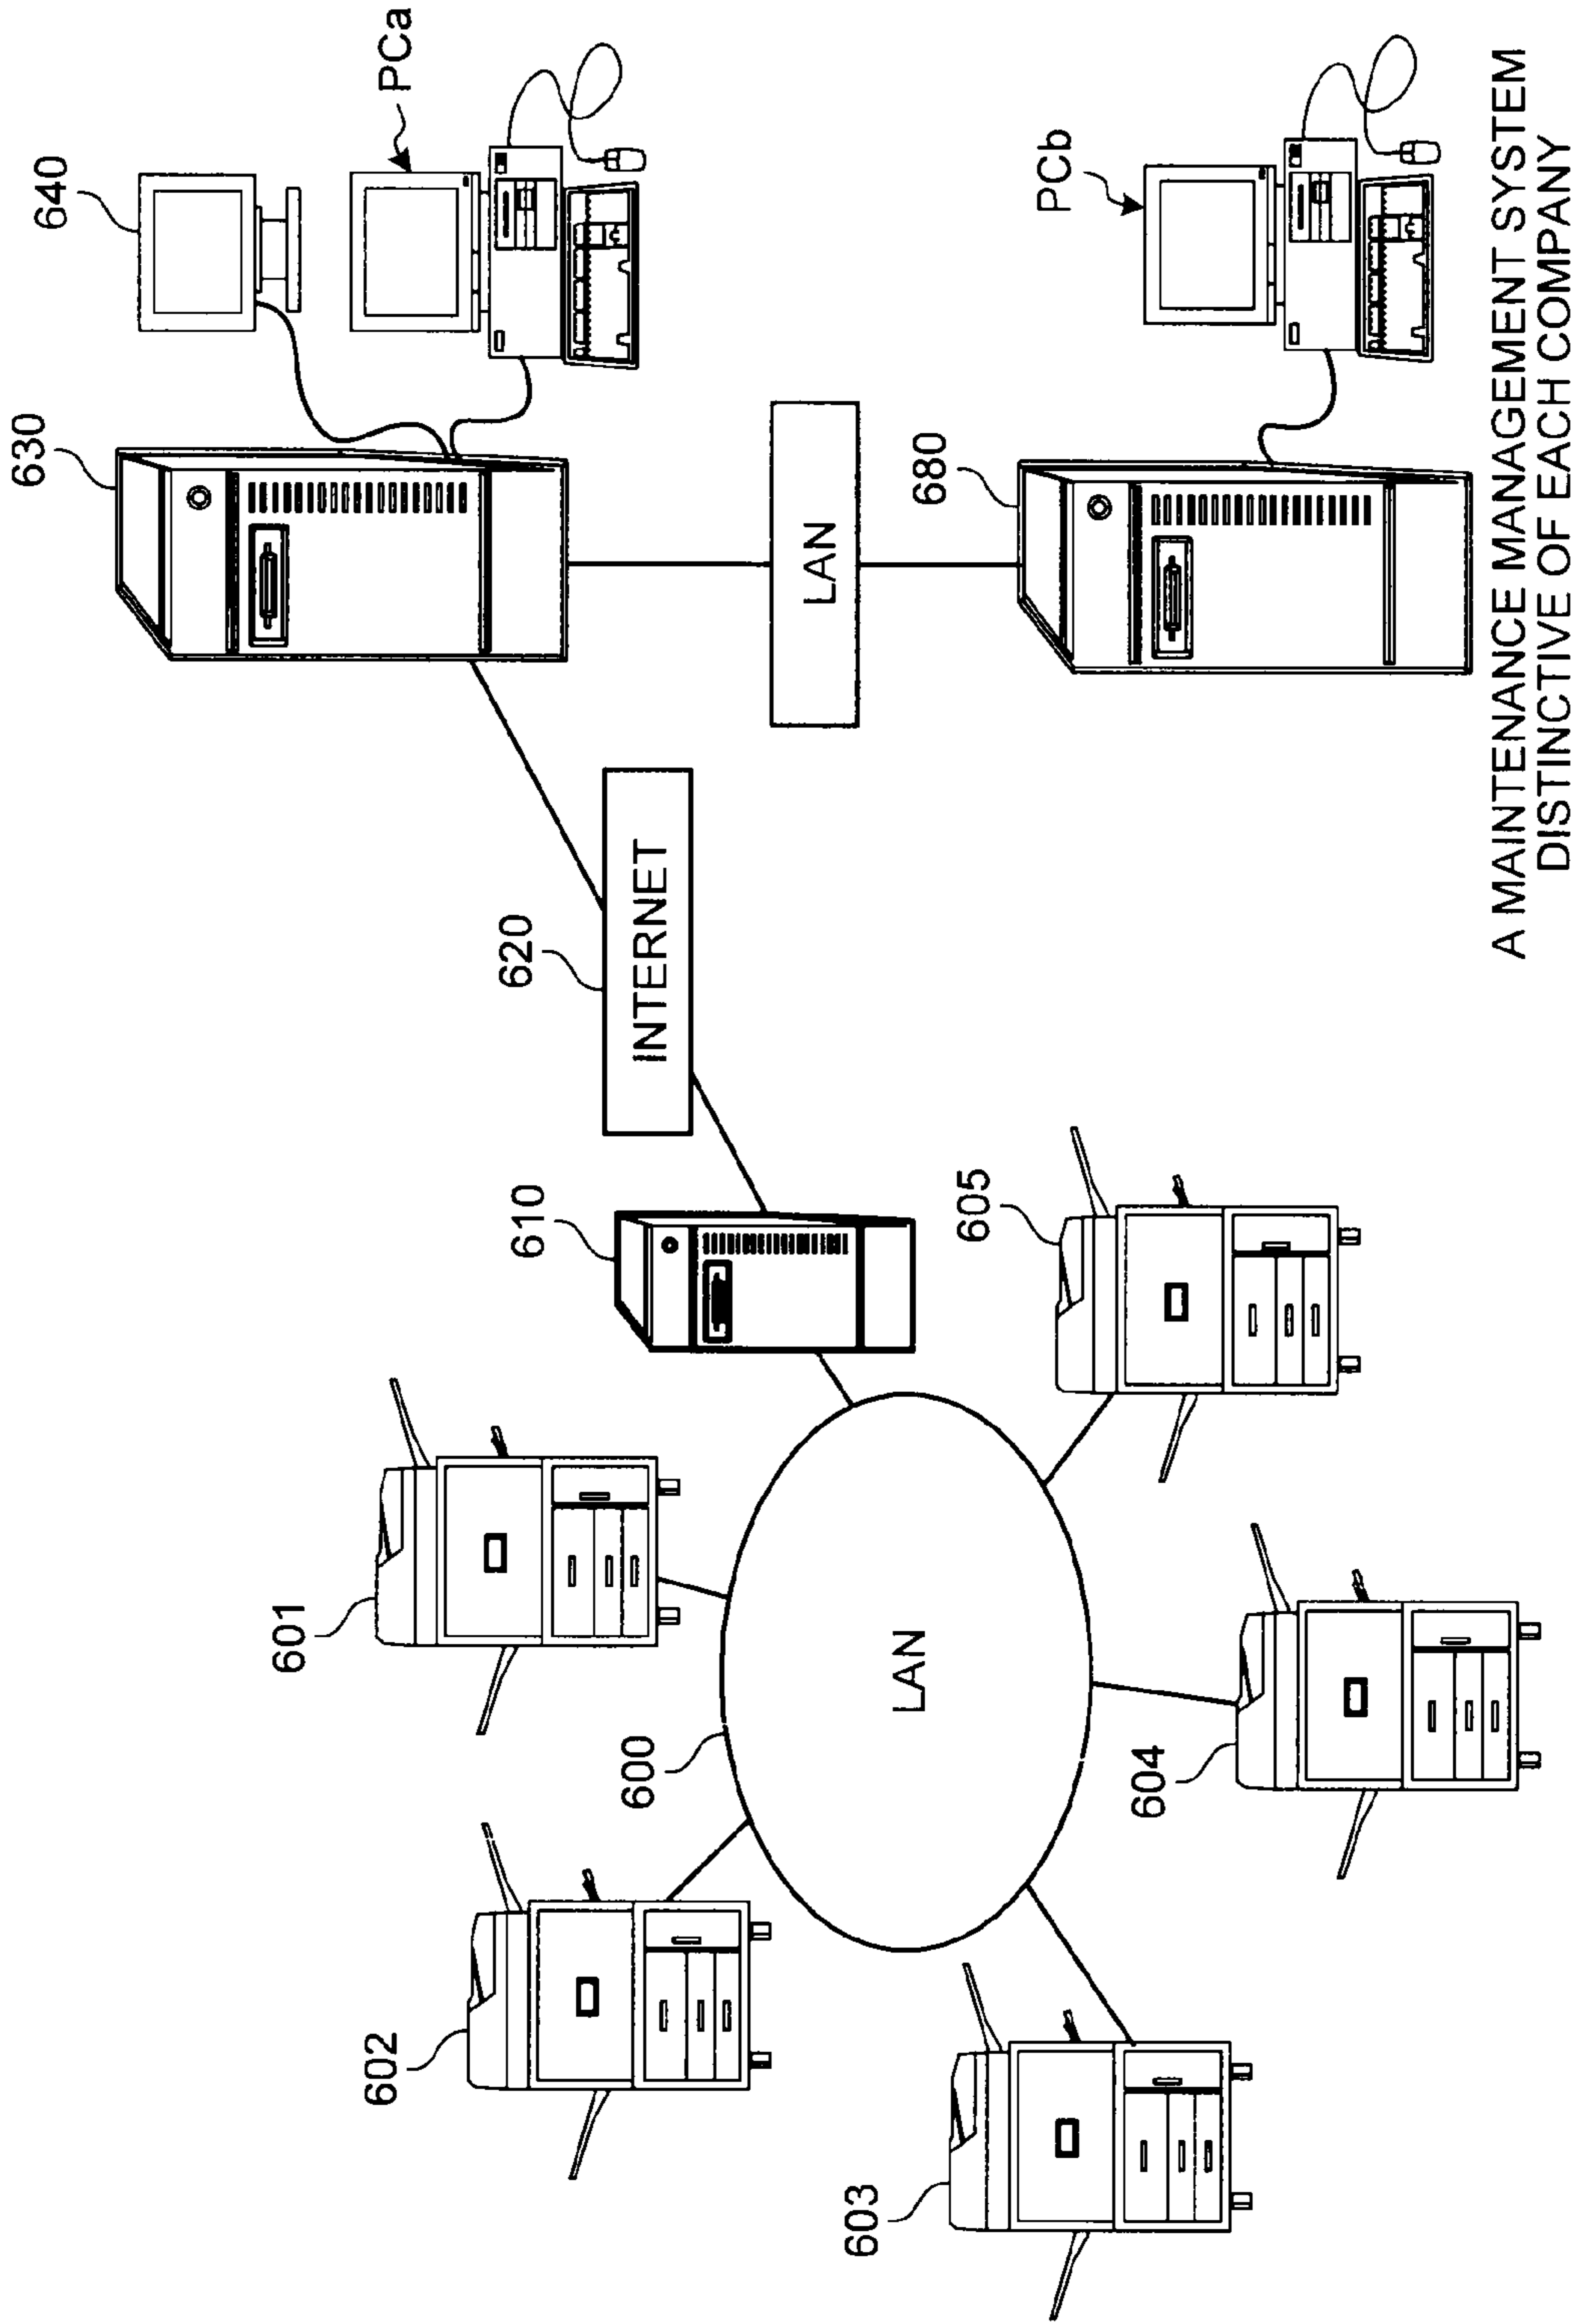 640
630
PCa
620
INTERNET
610
LAN
601
680
PCb
605
602
600
LAN
603
604
A MAINTENANCE MANAGEMENT SYSTEM
DISTINCTIVE OF EACH COMPANY